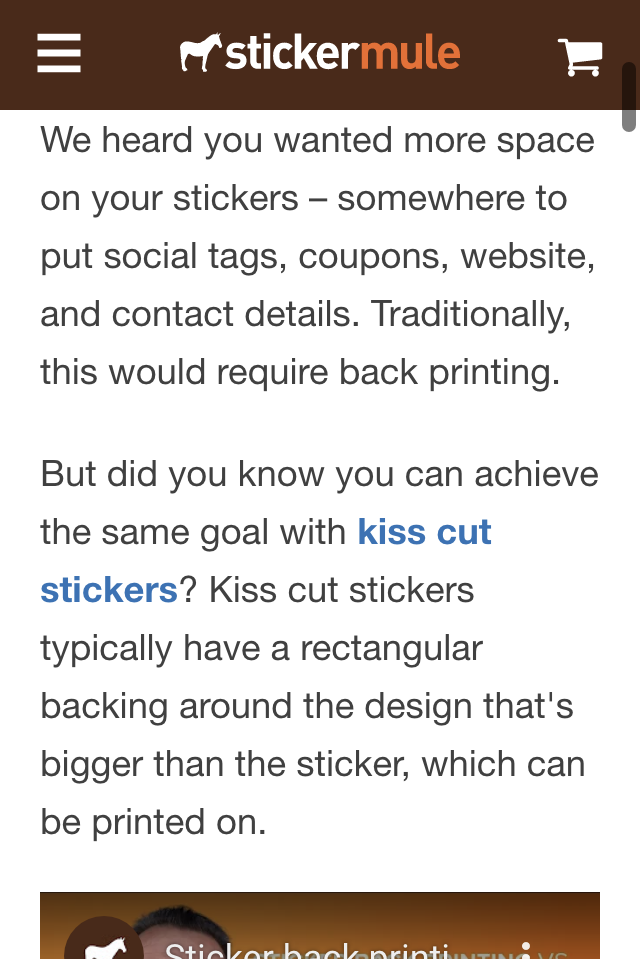 stickermule
We heard you wanted more space
on your stickers – somewhere to
put social tags, coupons, website,
and contact details. Traditionally,
this would require back printing.
But did you know you can achieve
the same goal with kiss cut
stickers? Kiss cut stickers
typically have a rectangular
backing around the design that's
bigger than the sticker, which can
be printed on.
Sticker back printi
VS